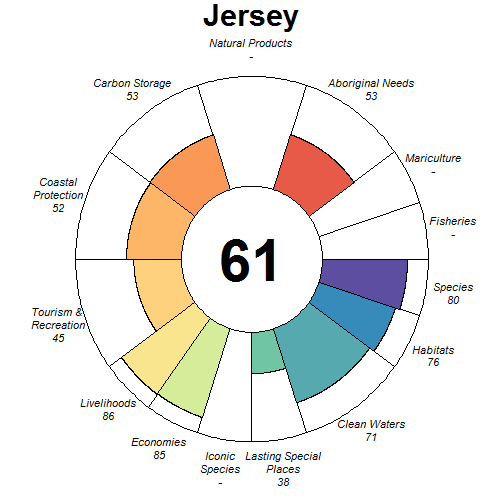 Jersey
Natural Products
-
Aboriginal Needs
53
Mariculture
-
Fisheries
-
Species
80
Habitats
76
Clean Waters
71
Lasting Special
Places
38
Iconic
Species
-
Economies
85
Livelihoods
86
Tourism &
Recreation
45
Coastal
Protection
52
Carbon Storage
53
61